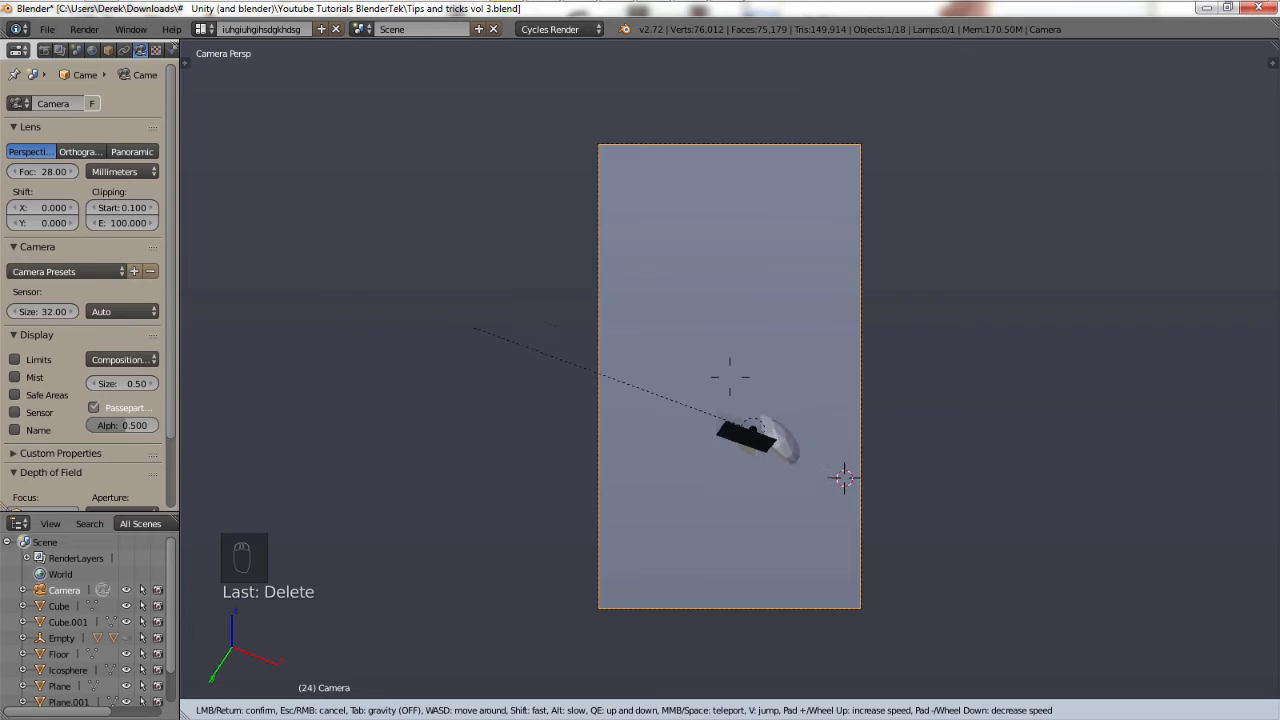 Blender* [C:\Users\Derek\Downloads\# Unity (and blender)\Youtube Tutorials BlenderTek\Tips and tricks vol 3.blend]
File Render Window Help iuhgjiuhgihsdgkhdsg Scene Cycles Render v2.72 | Verts:76,012 | Faces:75,179 | Tris:149,914 | Objects:1/18 | Lamps:0/1 | Mem:170.50M | Camera
Camera Persp
Came Came
Camera F
Lens
Perspecti... Orthogra... Panoramic
Foc: 28.00 Millimeters
Shift: Clipping:
X: 0.000 Start: 0.100
Y: 0.000 E: 100.000
Camera
Camera Presets
Sensor:
Size: 32.00 Auto
Display
Limits Composition...
Mist Size: 0.50
Safe Areas
Sensor Passepart...
Name Alph: 0.500
Custom Properties
Depth of Field
Focus: Aperture:
View Search All Scenes
Scene
RenderLayers
World
Camera
Cube
Cube.001
Empty
Floor
Icosphere
Plane
Plane.001
Last: Delete
(24) Camera
LMB/Return: confirm, Esc/RMB: cancel, Tab: gravity (OFF), WASD: move around, Shift: fast, Alt: slow, QE: up and down, MMB/Space: teleport, V: jump, Pad +/Wheel Up: increase speed, Pad -/Wheel Down: decrease speed